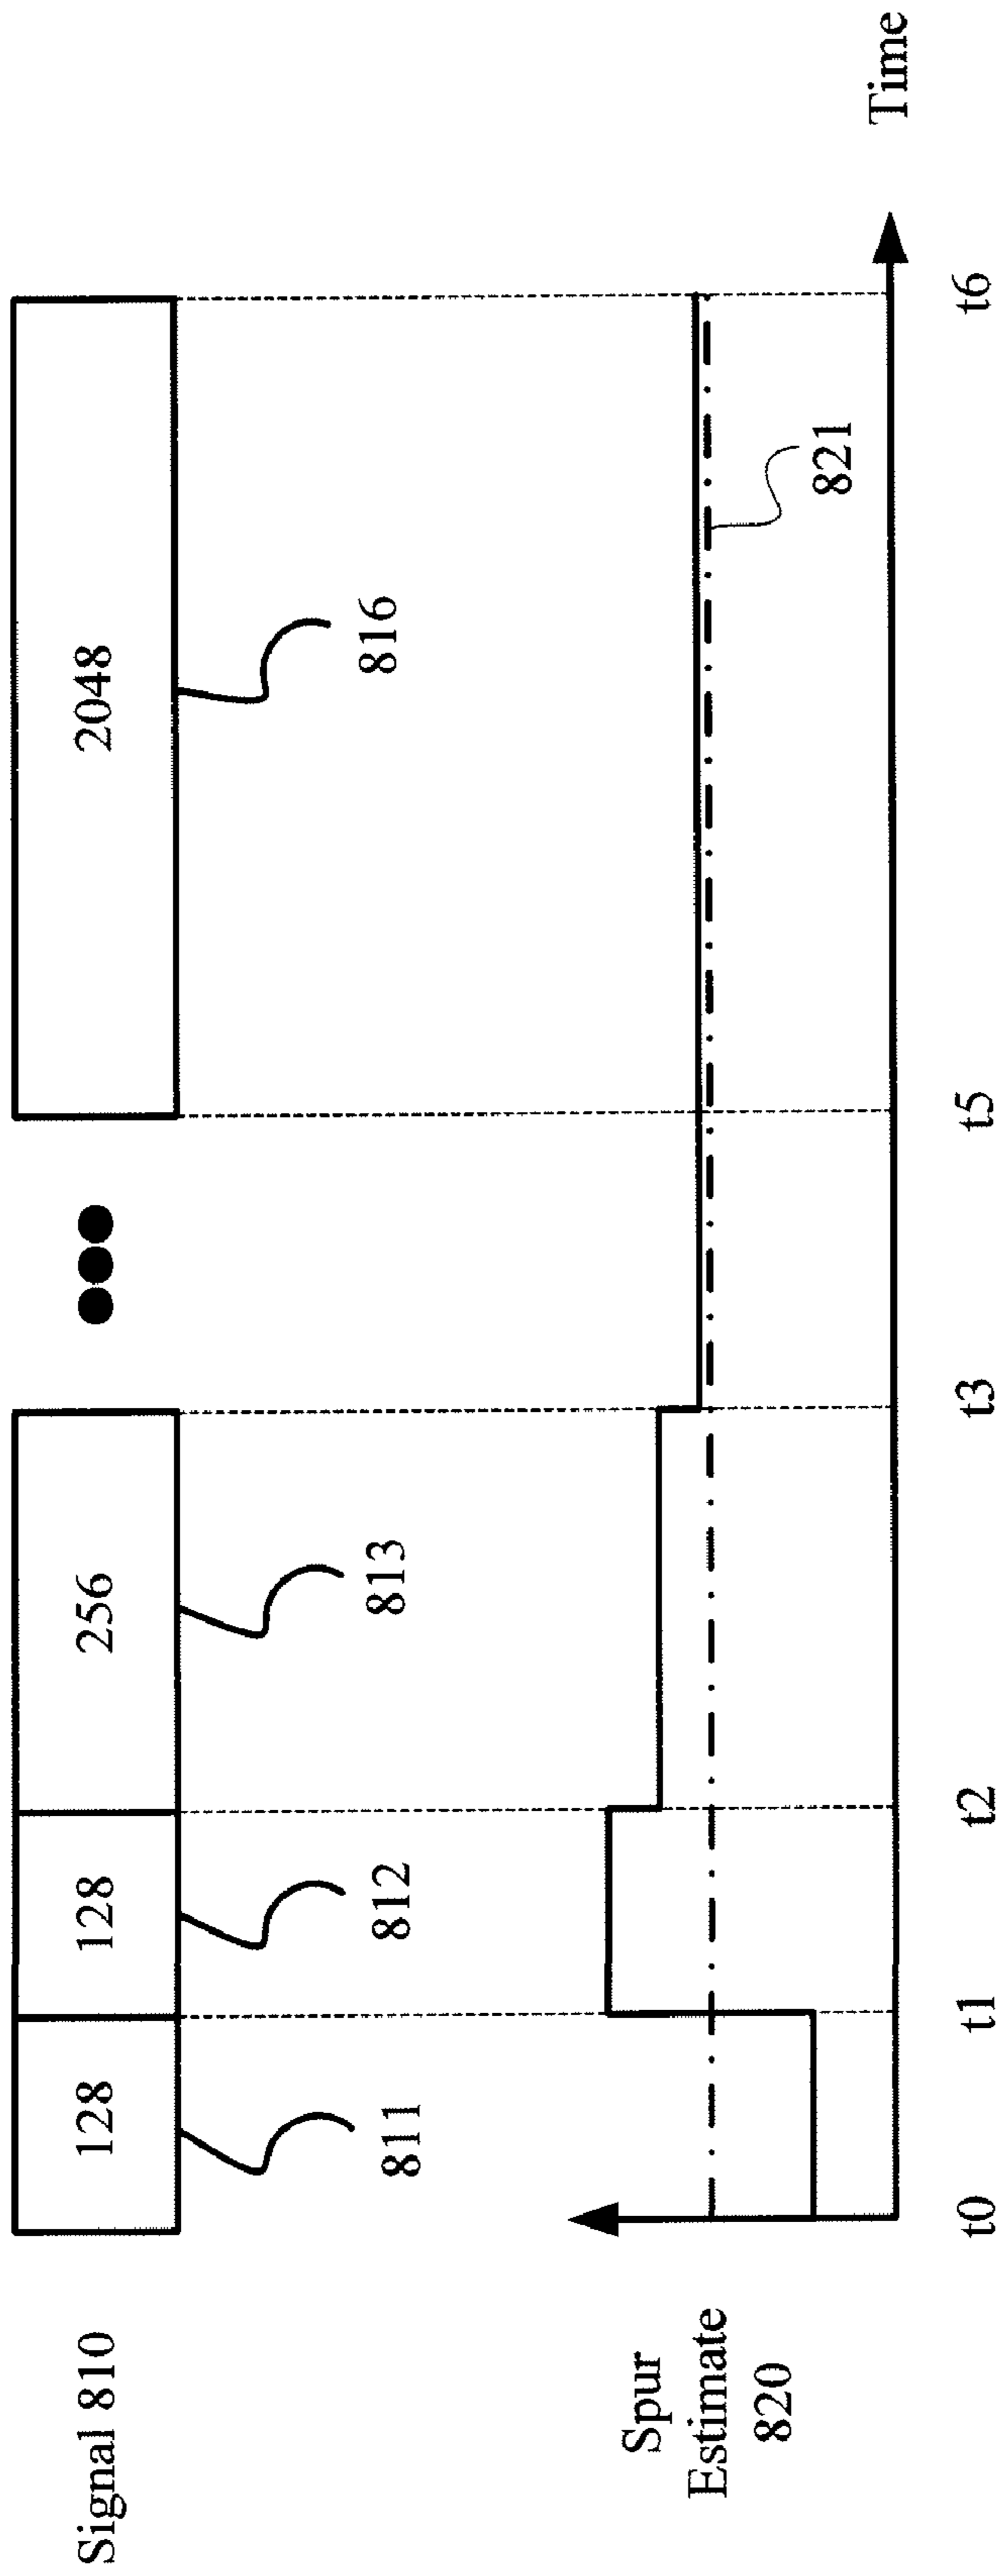 Signal 810
128
128
256
2048
811
812
813
816
Spur
Estimate
820
821
t0
t1
t2
t3
t5
t6
Time